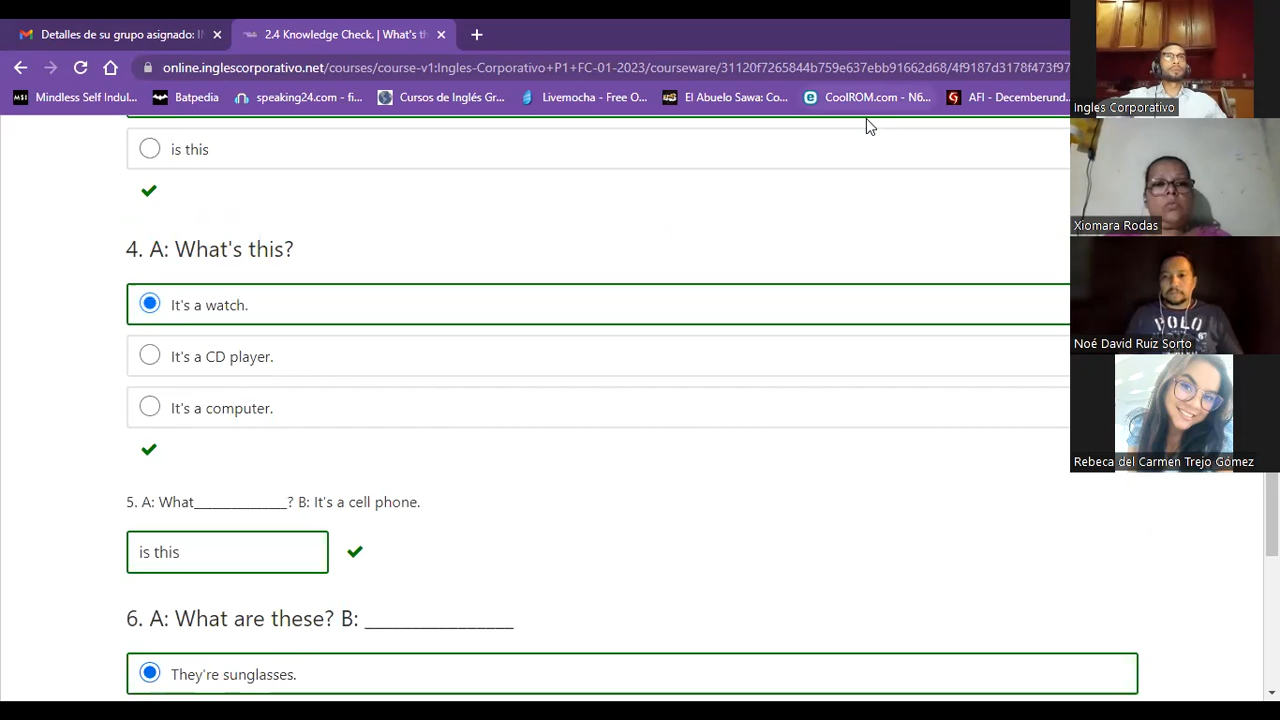 Detalles de su grupo asignado: II
2.4 Knowledge Check. | What's th
online.inglescorporativo.net/courses/course-v1:Ingles-Corporativo+P1+FC-01-2023/courseware/31120f7265844b759e637ebb91662d68/4f9187d3178f473f97
Mindless Self Indul...
Batpedia
speaking24.com - fi...
Cursos de Inglés Gr...
Livemocha - Free O...
El Abuelo Sawa: Co...
CoolROM.com - N6...
AFI - Decemberund...
is this
4. A: What's this?
It's a watch.
It's a CD player.
It's a computer.
5. A: What______________? B: It's a cell phone.
is this
6. A: What are these? B: _______________
They're sunglasses.
Ingles Corporativo
Xiomara Rodas
POLO
Noé David Ruiz Sorto
Rebeca del Carmen Trejo Gómez